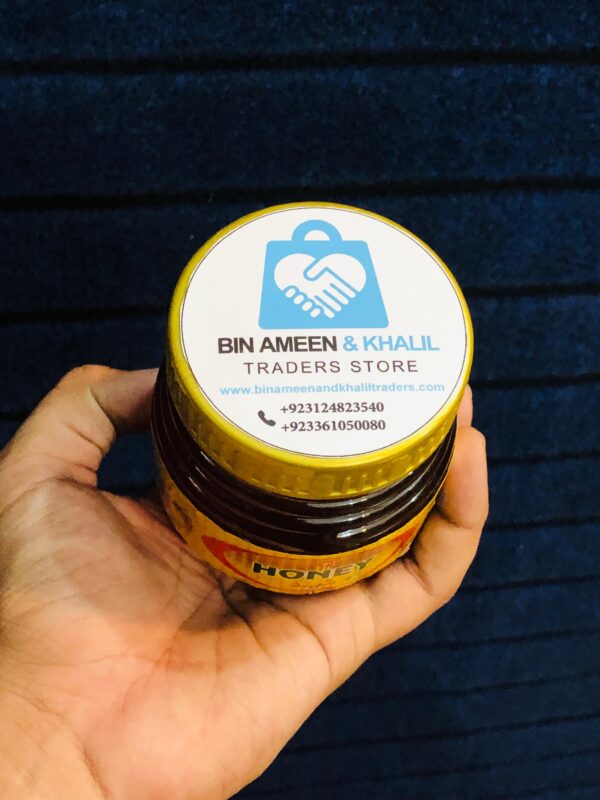 BIN AMEEN & KHALIL
TRADERS STORE
www.binameenandkhaliltraders.com
+923124823540
+923361050080
HONEY